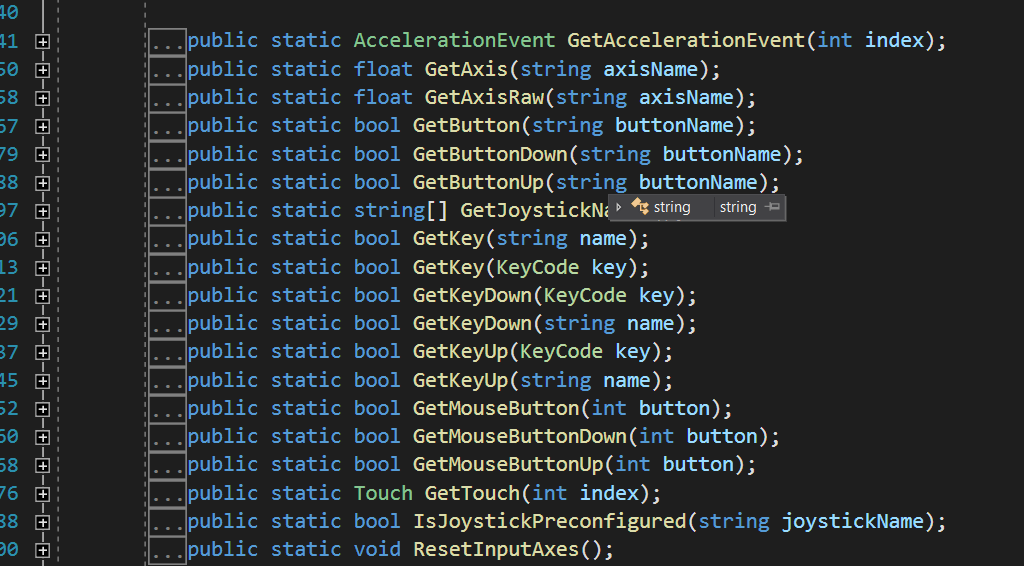 40
41 ...public static AccelerationEvent GetAccelerationEvent(int index);
50 ...public static float GetAxis(string axisName);
58 ...public static float GetAxisRaw(string axisName);
67 ...public static bool GetButton(string buttonName);
79 ...public static bool GetButtonDown(string buttonName);
88 ...public static bool GetButtonUp(string buttonName);
97 ...public static string[] GetJoystickNa string string
06 ...public static bool GetKey(string name);
13 ...public static bool GetKey(KeyCode key);
21 ...public static bool GetKeyDown(KeyCode key);
29 ...public static bool GetKeyDown(string name);
37 ...public static bool GetKeyUp(KeyCode key);
45 ...public static bool GetKeyUp(string name);
52 ...public static bool GetMouseButton(int button);
60 ...public static bool GetMouseButtonDown(int button);
68 ...public static bool GetMouseButtonUp(int button);
76 ...public static Touch GetTouch(int index);
88 ...public static bool IsJoystickPreconfigured(string joystickName);
00 ...public static void ResetInputAxes();